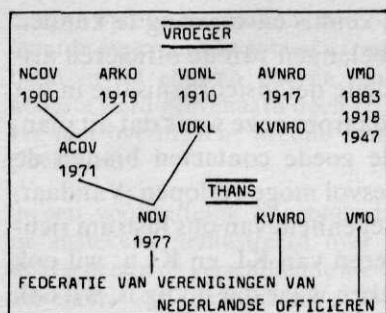 VROEGER
NCOV ARKO VONL AVNRO VMO
1900 1919 1910 1917 1883
VOKL KVNRO 1918
1947
ACOV
1971
THANS
NOV KVNRO VMO
1977
FEDERATIE VAN VERENIGINGEN VAN
NEDERLANDSE OFFICIEREN